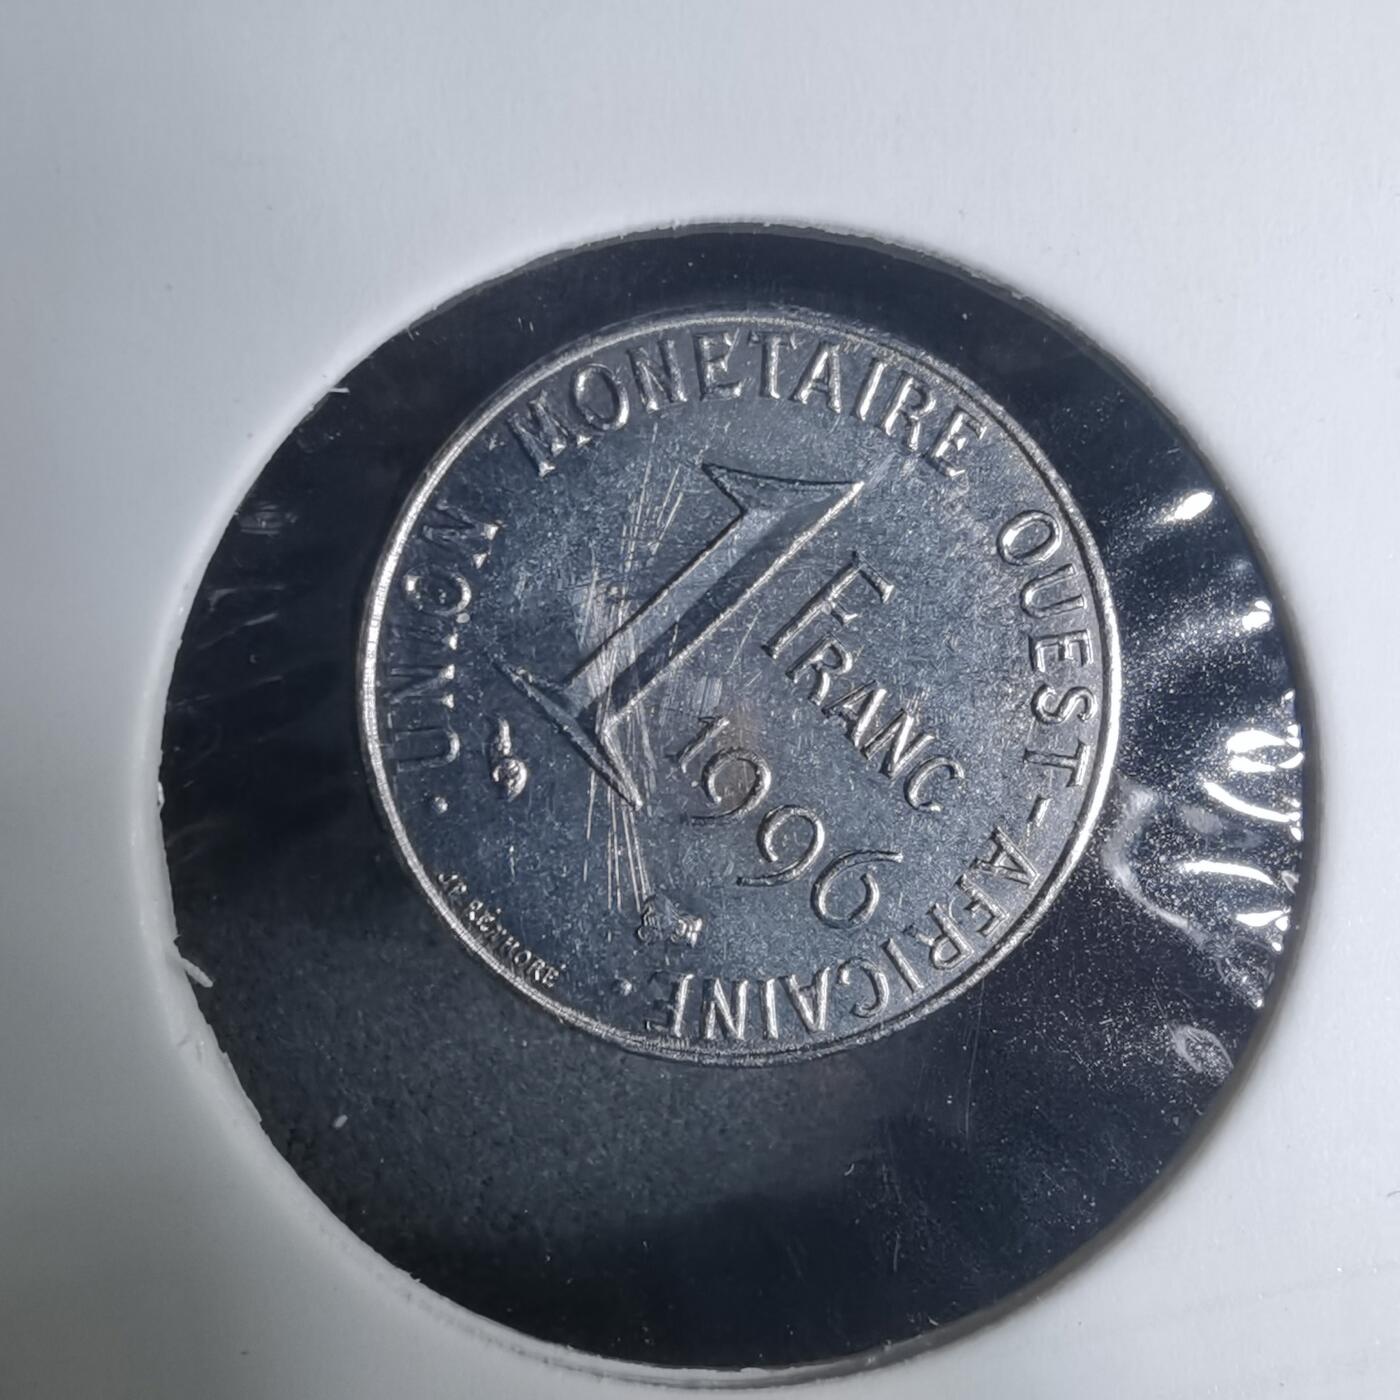 · UNION MONETAIRE OUEST-AFRICAINE ·
1
FRANC
1996